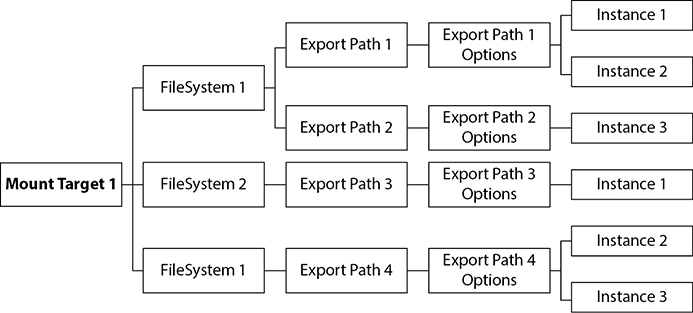 Mount Target 1
FileSystem 1
Export Path 1
Export Path 1
Options
Instance 1
Instance 2
Export Path 2
Export Path 2
Options
Instance 3
FileSystem 2
Export Path 3
Export Path 3
Options
Instance 1
FileSystem 1
Export Path 4
Export Path 4
Options
Instance 2
Instance 3